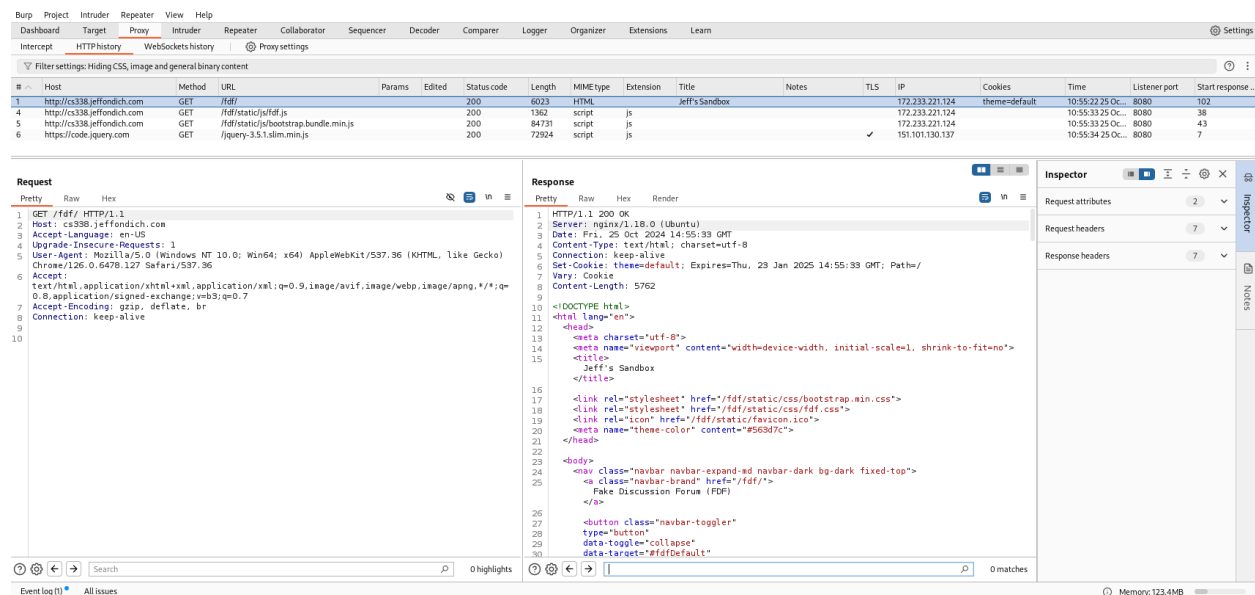 Burp Project Intruder Repeater View Help
Dashboard Target Proxy Intruder Repeater Collaborator Sequencer Decoder Comparer Logger Organizer Extensions Learn Settings
Intercept HTTP history WebSockets history Proxy settings
Filter settings: Hiding CSS, image and general binary content
# Host Method URL Params Edited Status code Length MIME type Extension Title Notes TLS IP Cookies Time Listener port Start response ...
1 http://cs338.jeffondich.com GET /fdf/ 200 6023 HTML Jeff's Sandbox 172.233.221.124 theme=default 10:55:22 25 Oc... 8080 102
4 http://cs338.jeffondich.com GET /fdf/static/js/fdf.js 200 1362 script js 172.233.221.124 10:55:33 25 Oc... 8080 38
5 http://cs338.jeffondich.com GET /fdf/static/js/bootstrap.bundle.min.js 200 84731 script js 172.233.221.124 10:55:33 25 Oc... 8080 43
6 https://code.jquery.com GET /jquery-3.5.1.slim.min.js 200 72924 script js ✓ 151.101.130.137 10:55:34 25 Oc... 8080 7
Request
Pretty Raw Hex \n
1 GET /fdf/ HTTP/1.1
2 Host: cs338.jeffondich.com
3 Accept-Language: en-US
4 Upgrade-Insecure-Requests: 1
5 User-Agent: Mozilla/5.0 (Windows NT 10.0; Win64; x64) AppleWebKit/537.36 (KHTML, like Gecko)
Chrome/126.0.6478.127 Safari/537.36
6 Accept:
text/html,application/xhtml+xml,application/xml;q=0.9,image/avif,image/webp,image/apng,*/*;q=
0.8,application/signed-exchange;v=b3;q=0.7
7 Accept-Encoding: gzip, deflate, br
8 Connection: keep-alive
9
10
Search 0 highlights
Response
Pretty Raw Hex Render \n
1 HTTP/1.1 200 OK
2 Server: nginx/1.18.0 (Ubuntu)
3 Date: Fri, 25 Oct 2024 14:55:33 GMT
4 Content-Type: text/html; charset=utf-8
5 Connection: keep-alive
6 Set-Cookie: theme=default; Expires=Thu, 23 Jan 2025 14:55:33 GMT; Path=/
7 Vary: Cookie
8 Content-Length: 5762
9
10 <!DOCTYPE html>
11 <html lang="en">
12 <head>
13 <meta charset="utf-8">
14 <meta name="viewport" content="width=device-width, initial-scale=1, shrink-to-fit=no">
15 <title>
Jeff's Sandbox
</title>
16
17 <link rel="stylesheet" href="/fdf/static/css/bootstrap.min.css">
18 <link rel="stylesheet" href="/fdf/static/css/fdf.css">
19 <link rel="icon" href="/fdf/static/favicon.ico">
20 <meta name="theme-color" content="#563d7c">
21 </head>
22
23 <body>
24 <nav class="navbar navbar-expand-md navbar-dark bg-dark fixed-top">
25 <a class="navbar-brand" href="/fdf/">
Fake Discussion Forum (FDF)
</a>
26
27 <button class="navbar-toggler"
28 type="button"
29 data-toggle="collapse"
30 data-target="#fdfDefault"
0 matches
Inspector
Request attributes 2
Request headers 7
Response headers 7
Inspector
Notes
Event log (1) All issues Memory: 123.4MB